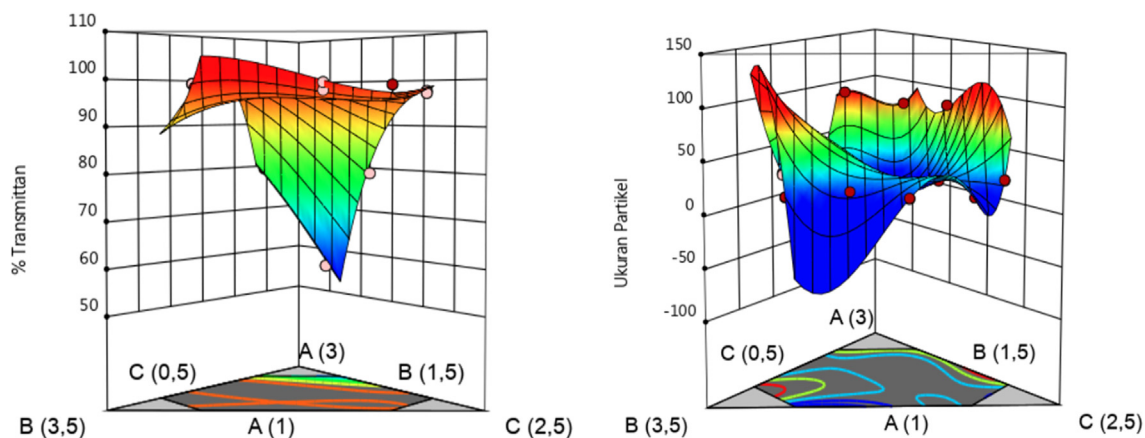 110
100
90
80
70
60
50
% Transmittan
A (3)
C (0,5)
B (1,5)
B (3,5)
A (1)
C (2,5)
150
100
50
0
-50
-100
Ukuran Partikel
A (3)
C (0,5)
B (1,5)
B (3,5)
A (1)
C (2,5)